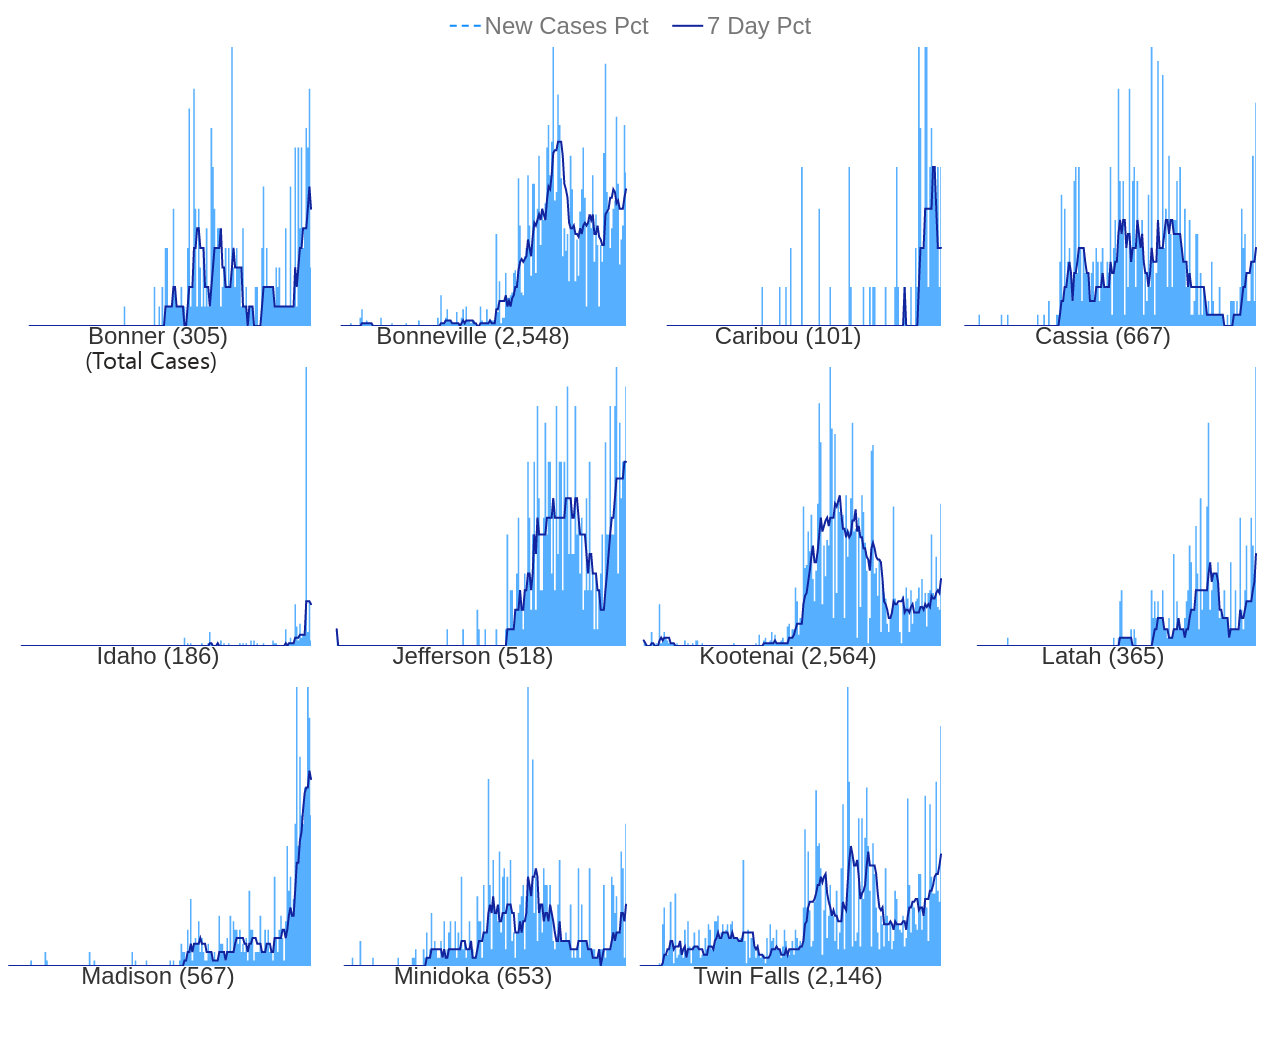 New Cases Pct 7 Day Pct
Bonner (305) Bonneville (2,548) Caribou (101) Cassia (667)
(Total Cases)
Idaho (186) Jefferson (518) Kootenai (2,564) Latah (365)
Madison (567) Minidoka (653) Twin Falls (2,146)